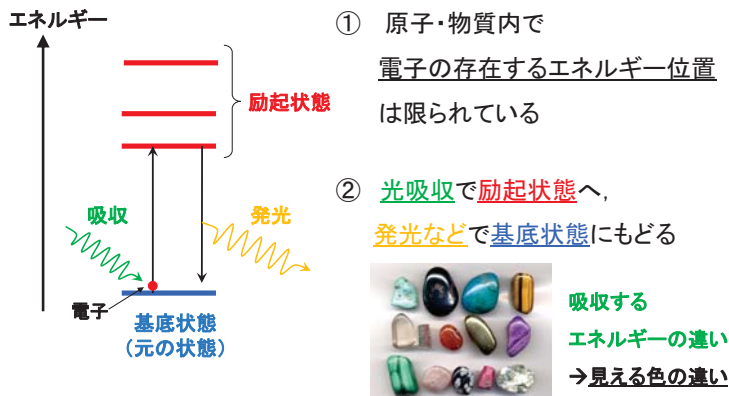 エネルギー
励起状態
吸収
発光
電子
基底状態
(元の状態)
① 原子・物質内で
電子の存在するエネルギー位置
は限られている
② 光吸収で励起状態へ,
発光などで基底状態にもどる
吸収する
エネルギーの違い
→見える色の違い